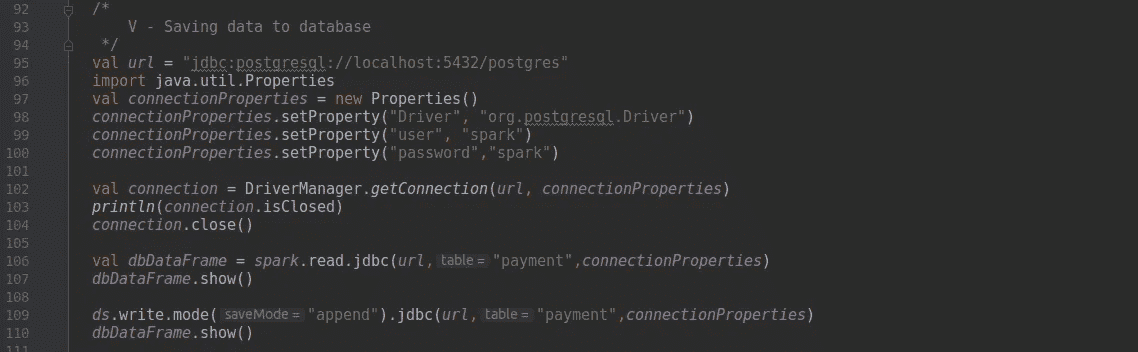 92 /*
93 V - Saving data to database
94 */
95 val url = "jdbc:postgresql://localhost:5432/postgres"
96 import java.util.Properties
97 val connectionProperties = new Properties()
98 connectionProperties.setProperty("Driver", "org.postgresql.Driver")
99 connectionProperties.setProperty("user", "spark")
100 connectionProperties.setProperty("password","spark")
101
102 val connection = DriverManager.getConnection(url, connectionProperties)
103 println(connection.isClosed)
104 connection.close()
105
106 val dbDataFrame = spark.read.jdbc(url, table = "payment",connectionProperties)
107 dbDataFrame.show()
108
109 ds.write.mode( saveMode = "append").jdbc(url, table = "payment",connectionProperties)
110 dbDataFrame.show()
111